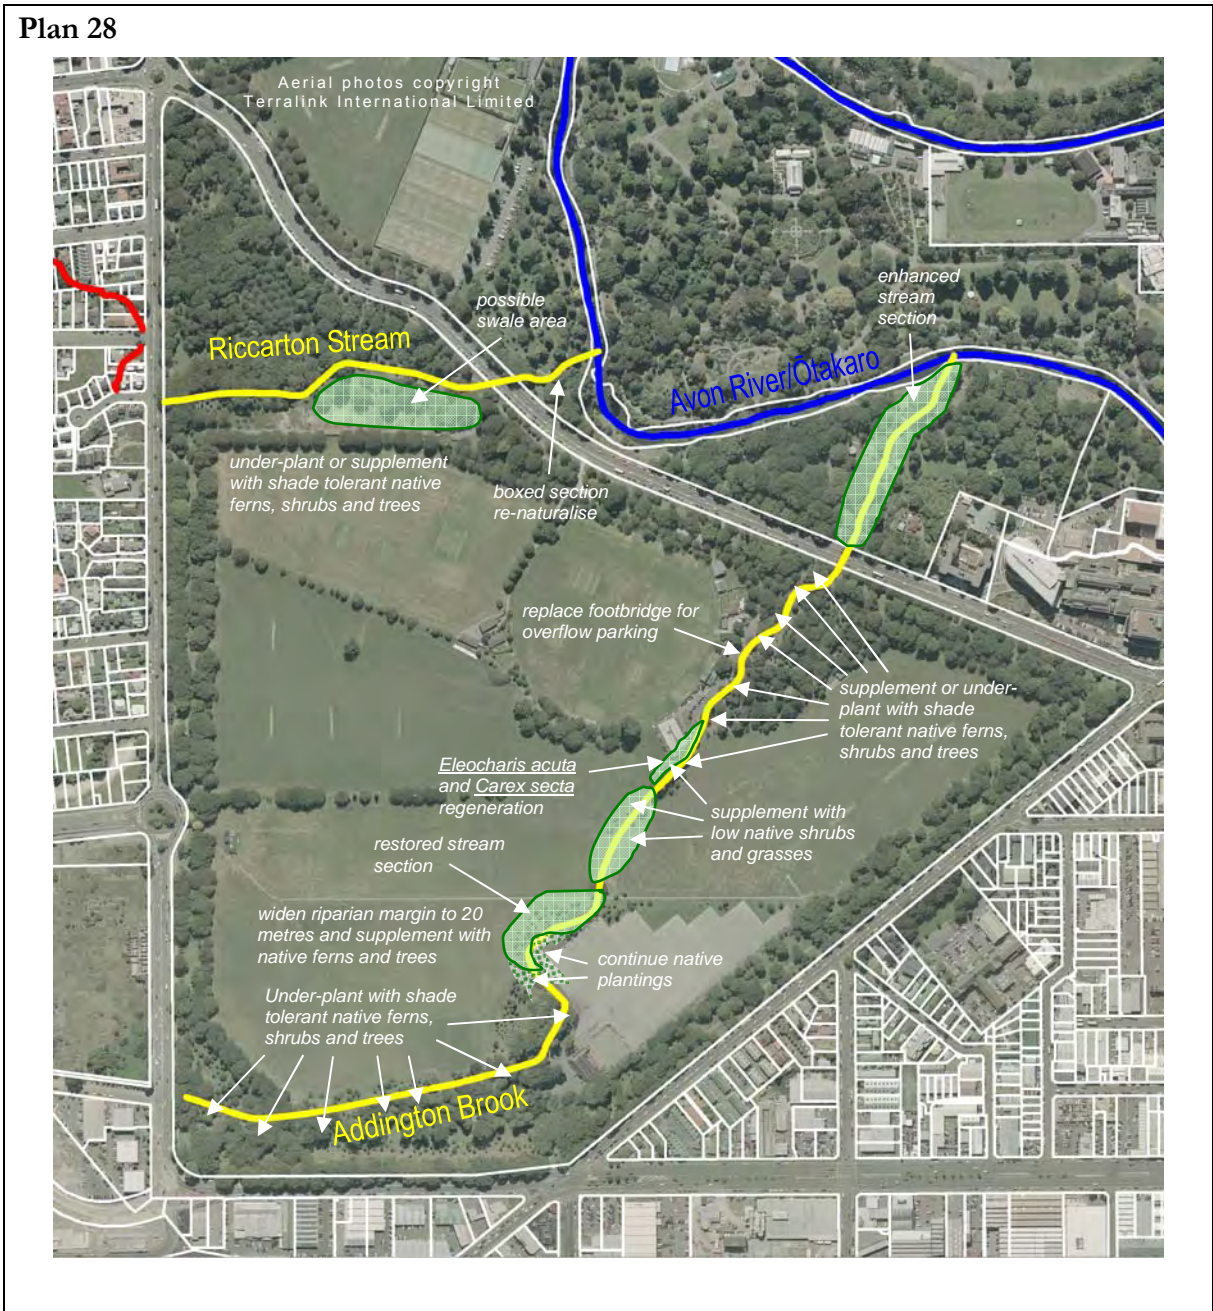 Plan 28
Aerial photos copyright
Terralink International Limited
enhanced
stream
section
possible
swale area
Riccarton Stream
Avon River/Ōtakaro
under-plant or supplement
with shade tolerant native
ferns, shrubs and trees
boxed section
re-naturalise
replace footbridge for
overflow parking
supplement or under-
plant with shade
tolerant native ferns,
shrubs and trees
Eleocharis acuta
and Carex secta
regeneration
supplement with
low native shrubs
and grasses
restored stream
section
widen riparian margin to 20
metres and supplement with
native ferns and trees
continue native
plantings
Under-plant with shade
tolerant native ferns,
shrubs and trees
Addington Brook